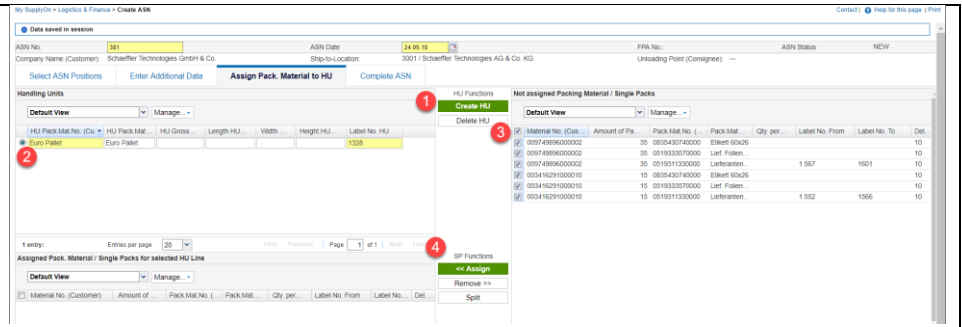 My SupplyOn > Logistics & Finance > Create ASN
Contact | Help for this page | Print
Data saved in session
ASN No. 381 ASN Date 24.05.18 FPA No.: ASN Status NEW
Company Name (Customer): Schaeffler Technologies GmbH & Co. Ship-to-Location: 3001 / Schaeffler Technologies AG & Co. KG Unloading Point (Consignee): —
Select ASN Positions Enter Additional Data Assign Pack. Material to HU Complete ASN
Handling Units
HU Functions
Not assigned Packing Material / Single Packs
Default View Manage...
1
Create HU
Default View Manage...
Delete HU
3
HU Pack.Mat.No. (Cu. HU Pack.Mat... HU Gross... Length HU... Width ... Height HU... Label No. HU
Material No. (Cus... Amount of Pa... Pack.Mat.No. (... Pack.Mat.... Qty. per... Label No. From Label No. To Del.
Euro Pallet Euro Pallet 1328
2
009749896000002 35 0835430740000 Etikett 60x26 10
009749896000002 35 0519333570000 Lief. Folien... 10
009749896000002 35 0519311330000 Lieferanten... 1 567 1601 10
003416291000010 15 0835430740000 Etikett 60x26 10
003416291000010 15 0519333570000 Lief. Folien... 10
003416291000010 15 0519311330000 Lieferanten... 1 552 1566 10
1 entry: Entries per page 20 First Previous | Page 1 of 1 | Next
4
Assigned Pack. Material / Single Packs for selected HU Line
SP Functions
Default View Manage...
<< Assign
Remove >>
Split
Material No. (Customer) Amount of ... Pack.Mat.No. (... Pack.Mat.... Qty. per... Label No. From Label No.... Del.